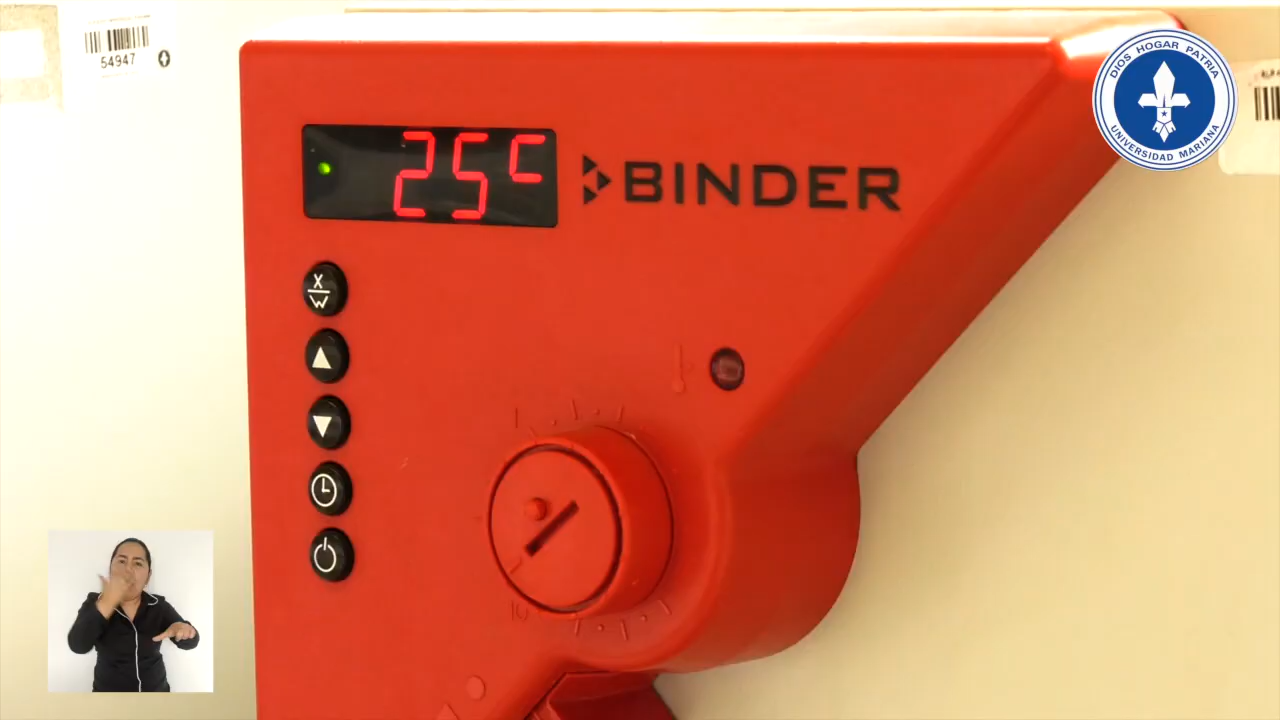 54947
25C
BINDER
X
W
10
DIOS HOGAR PATRIA
UNIVERSIDAD MARIANA